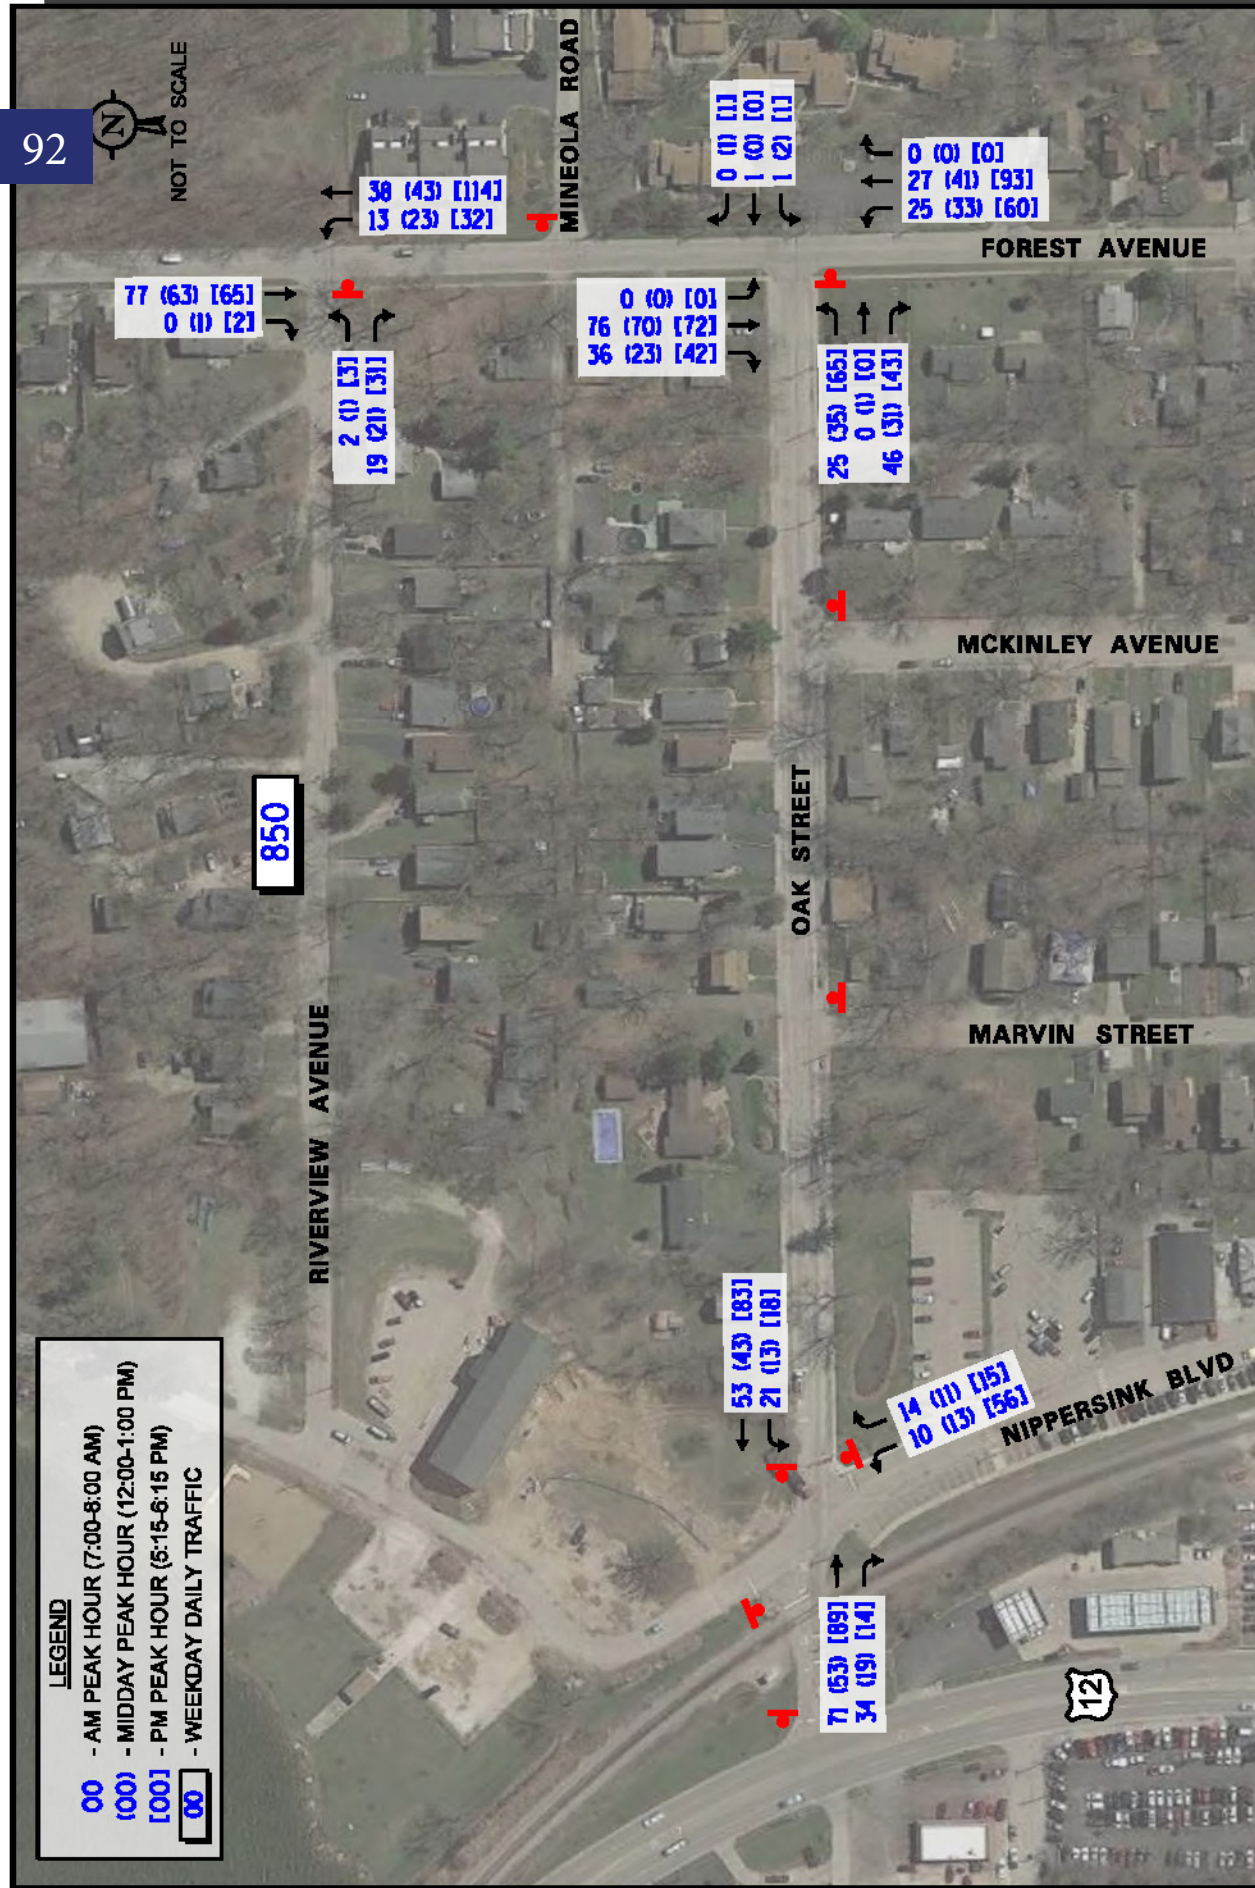 92
N
NOT TO SCALE
MINEOLA ROAD
0 (1) [1]
1 (0) [0]
1 (2) [1]
38 (43) [114]
13 (23) [32]
0 (0) [0]
27 (41) [93]
25 (33) [60]
FOREST AVENUE
77 (63) [65]
0 (1) [2]
0 (0) [0]
76 (70) [72]
36 (23) [42]
2 (1) [3]
19 (21) [31]
25 (35) [65]
0 (1) [0]
46 (31) [43]
MCKINLEY AVENUE
850
OAK STREET
RIVERVIEW AVENUE
MARVIN STREET
53 (43) [83]
21 (13) [18]
14 (11) [15]
10 (13) [56]
NIPPERSINK BLVD
71 (53) [89]
34 (19) [14]
12
LEGEND
00 - AM PEAK HOUR (7:00-8:00 AM)
(00) - MIDDAY PEAK HOUR (12:00-1:00 PM)
[00] - PM PEAK HOUR (5:15-6:15 PM)
00 - WEEKDAY DAILY TRAFFIC